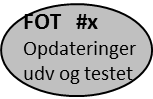 FOT #x
Opdateringer
udv og testet